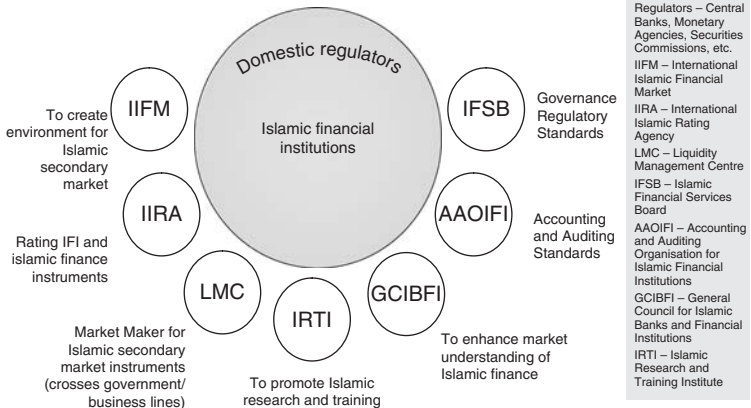 Domestic regulators
Islamic financial
institutions
IIFM
To create
environment for
Islamic
secondary
market
IIRA
Rating IFI and
islamic finance
instruments
LMC
Market Maker for
Islamic secondary
market instruments
(crosses government/
business lines)
IRTI
To promote Islamic
research and training
GCIBFI
To enhance market
understanding of
Islamic finance
AAOIFI
Accounting
and Auditing
Standards
IFSB
Governance
Regulatory
Standards
Regulators – Central
Banks, Monetary
Agencies, Securities
Commissions, etc.
IIFM – International
Islamic Financial
Market
IIRA – International
Islamic Rating
Agency
LMC – Liquidity
Management Centre
IFSB – Islamic
Financial Services
Board
AAOIFI – Accounting
and Auditing
Organisation for
Islamic Financial
Institutions
GCIBFI – General
Council for Islamic
Banks and Financial
Institutions
IRTI – Islamic
Research and
Training Institute